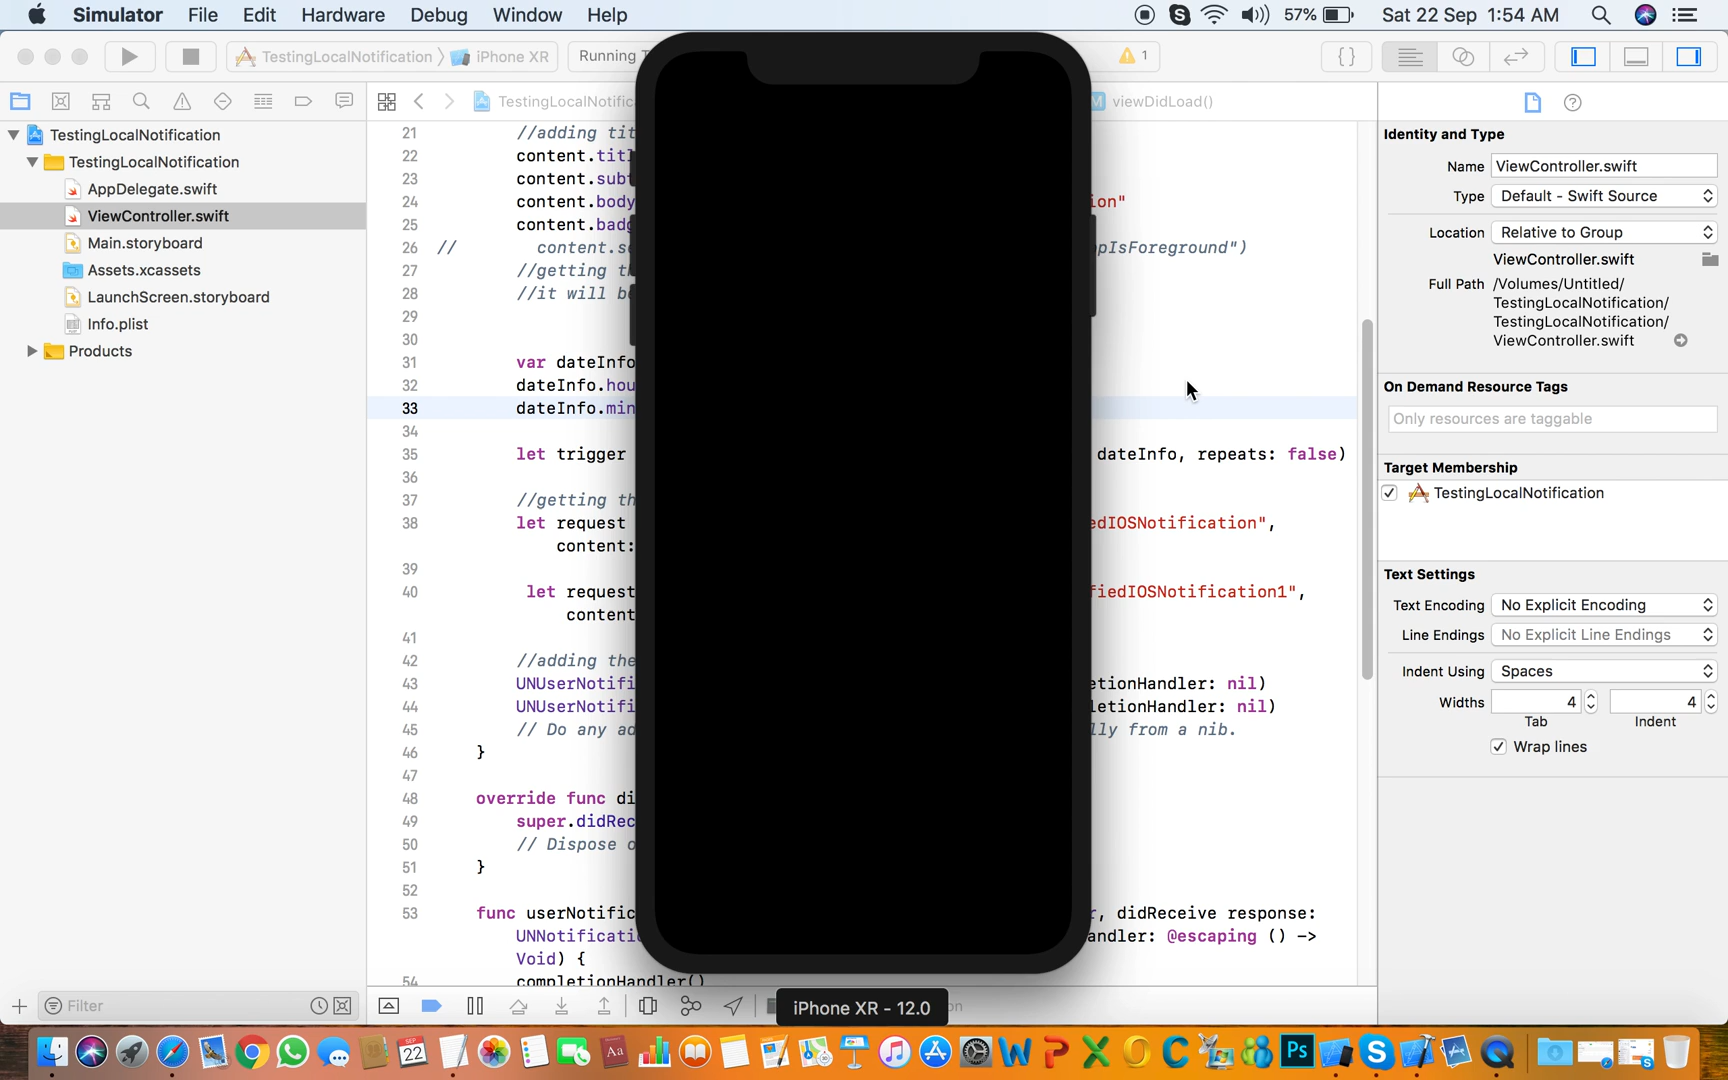 Simulator File Edit Hardware Debug Window Help 57% Sat 22 Sep 1:54 AM
TestingLocalNotification iPhone XR Running 1
TestingLocalNotific M viewDidLoad()
TestingLocalNotification
TestingLocalNotification
AppDelegate.swift
ViewController.swift
Main.storyboard
Assets.xcassets
LaunchScreen.storyboard
Info.plist
Products
Filter
21 //adding tit
22 content.titl
23 content.subt
24 content.body ion"
25 content.badg
26 // content.se pIsForeground")
27 //getting th
28 //it will be
29
30
31 var dateInfo
32 dateInfo.hou
33 dateInfo.min
34
35 let trigger dateInfo, repeats: false)
36
37 //getting th
38 let request edIOSNotification",
content:
39
40 let request fiedIOSNotification1",
content
41
42 //adding the
43 UNUserNotifi etionHandler: nil)
44 UNUserNotifi letionHandler: nil)
45 // Do any ad lly from a nib.
46 }
47
48 override func di
49 super.didRec
50 // Dispose o
51 }
52
53 func userNotific r, didReceive response:
UNNotificati andler: @escaping () ->
Void) {
54 completionHandler()
iPhone XR - 12.0 on
Identity and Type
Name ViewController.swift
Type Default - Swift Source
Location Relative to Group
ViewController.swift
Full Path /Volumes/Untitled/
TestingLocalNotification/
TestingLocalNotification/
ViewController.swift
On Demand Resource Tags
Only resources are taggable
Target Membership
TestingLocalNotification
Text Settings
Text Encoding No Explicit Encoding
Line Endings No Explicit Line Endings
Indent Using Spaces
Widths 4 4
Tab Indent
Wrap lines
SEP
22
Aa
Ps